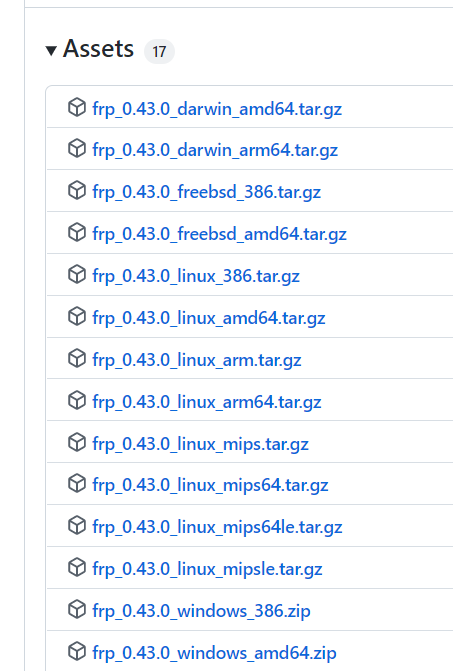 Assets 17
frp_0.43.0_darwin_amd64.tar.gz
frp_0.43.0_darwin_arm64.tar.gz
frp_0.43.0_freebsd_386.tar.gz
frp_0.43.0_freebsd_amd64.tar.gz
frp_0.43.0_linux_386.tar.gz
frp_0.43.0_linux_amd64.tar.gz
frp_0.43.0_linux_arm.tar.gz
frp_0.43.0_linux_arm64.tar.gz
frp_0.43.0_linux_mips.tar.gz
frp_0.43.0_linux_mips64.tar.gz
frp_0.43.0_linux_mips64le.tar.gz
frp_0.43.0_linux_mipsle.tar.gz
frp_0.43.0_windows_386.zip
frp_0.43.0_windows_amd64.zip